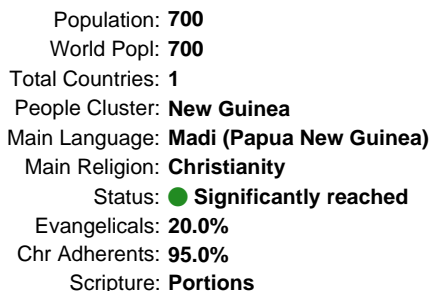 Population: 700
World Popl: 700
Total Countries: 1
People Cluster: New Guinea
Main Language: Madi (Papua New Guinea)
Main Religion: Christianity
Status: Significantly reached
Evangelicals: 20.0%
Chr Adherents: 95.0%
Scripture: Portions